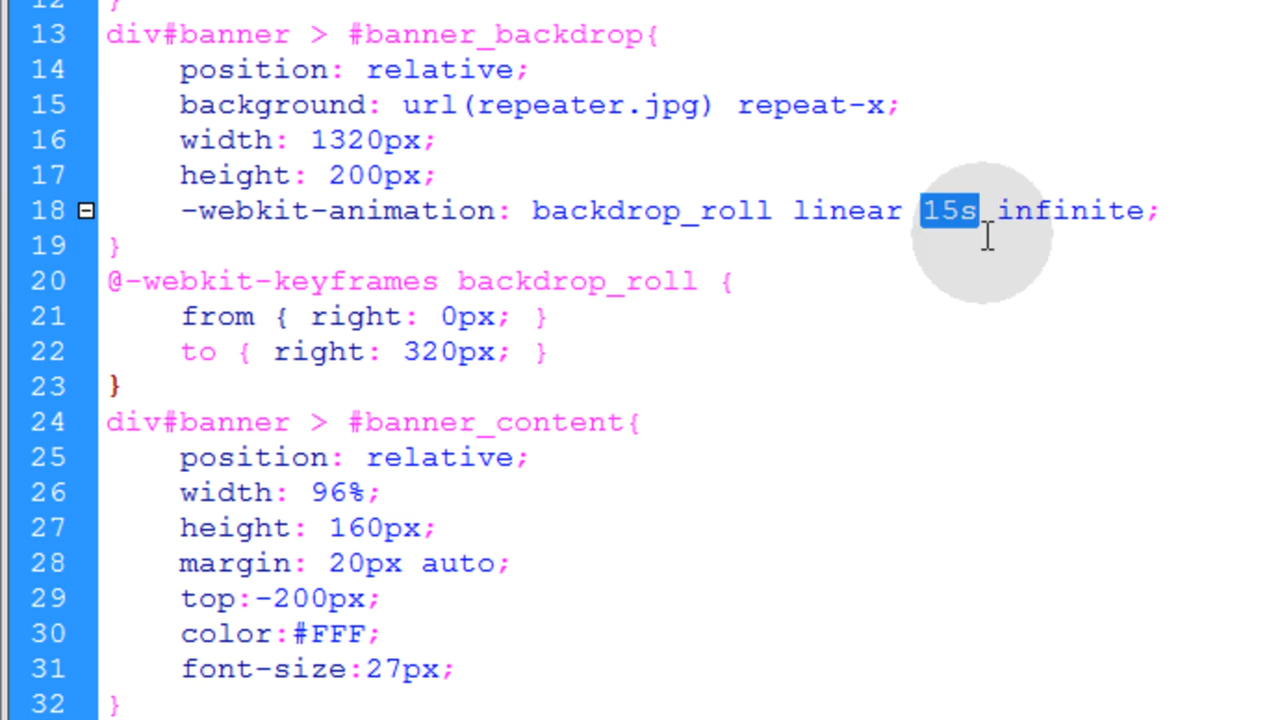 12 }
13 div#banner > #banner_backdrop{
14 position: relative;
15 background: url(repeater.jpg) repeat-x;
16 width: 1320px;
17 height: 200px;
18 -webkit-animation: backdrop_roll linear 15s infinite;
19 }
20 @-webkit-keyframes backdrop_roll {
21 from { right: 0px; }
22 to { right: 320px; }
23 }
24 div#banner > #banner_content{
25 position: relative;
26 width: 96%;
27 height: 160px;
28 margin: 20px auto;
29 top:-200px;
30 color:#FFF;
31 font-size:27px;
32 }